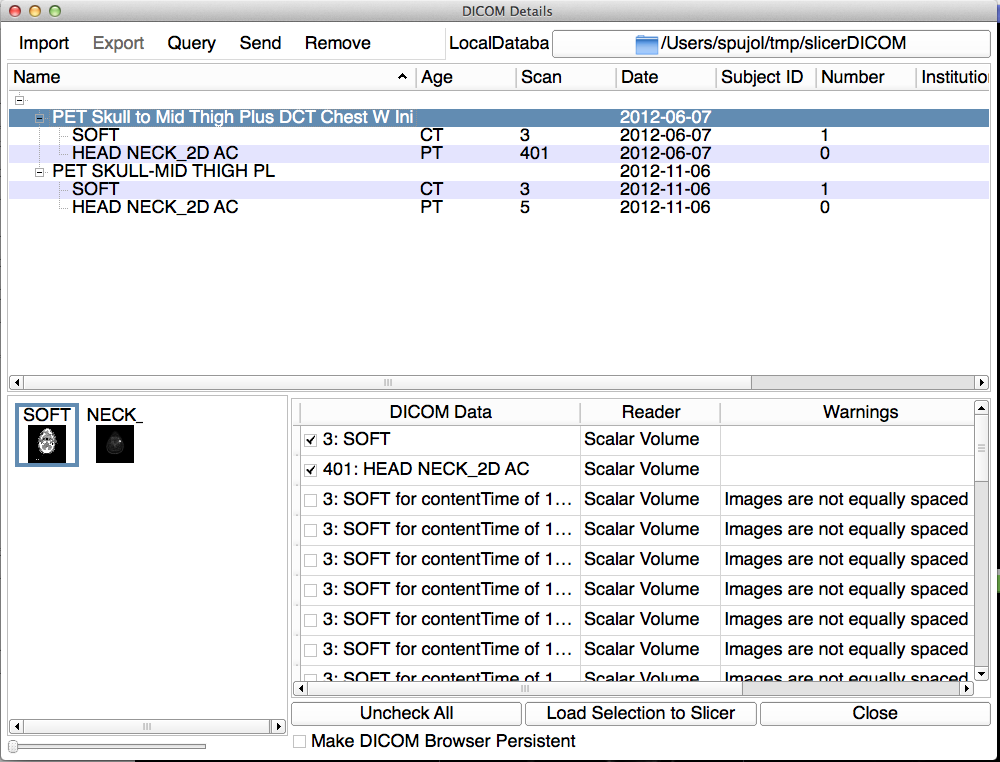 DICOM Details
Import Export Query Send Remove LocalDataba /Users/spujol/tmp/slicerDICOM
Name Age Scan Date Subject ID Number Institutio
PET Skull to Mid Thigh Plus DCT Chest W Ini 2012-06-07
SOFT CT 3 2012-06-07 1
HEAD NECK_2D AC PT 401 2012-06-07 0
PET SKULL-MID THIGH PL 2012-11-06
SOFT CT 3 2012-11-06 1
HEAD NECK_2D AC PT 5 2012-11-06 0
SOFT NECK_
DICOM Data Reader Warnings
3: SOFT Scalar Volume
401: HEAD NECK_2D AC Scalar Volume
3: SOFT for contentTime of 1... Scalar Volume Images are not equally spaced
3: SOFT for contentTime of 1... Scalar Volume Images are not equally spaced
3: SOFT for contentTime of 1... Scalar Volume Images are not equally spaced
3: SOFT for contentTime of 1... Scalar Volume Images are not equally spaced
3: SOFT for contentTime of 1... Scalar Volume Images are not equally spaced
3: SOFT for contentTime of 1... Scalar Volume Images are not equally spaced
3: SOFT for contentTime of 1... Scalar Volume Images are not equally spaced
Uncheck All Load Selection to Slicer Close
Make DICOM Browser Persistent